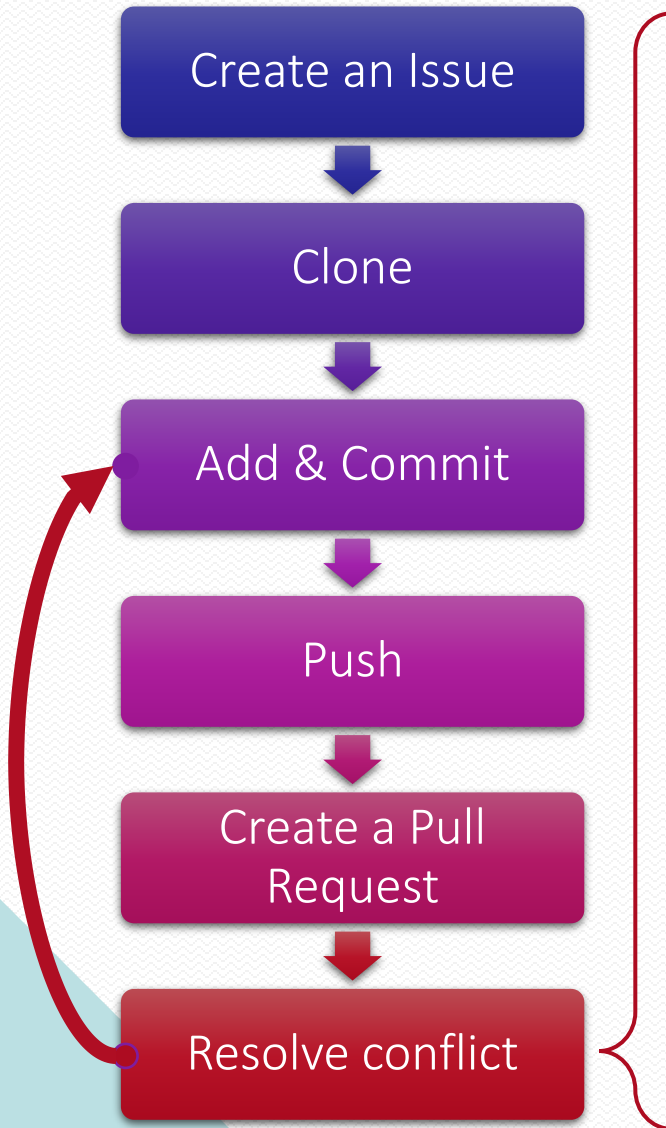 Create an Issue
Clone
Add & Commit
Push
Create a Pull
Request
Resolve conflict